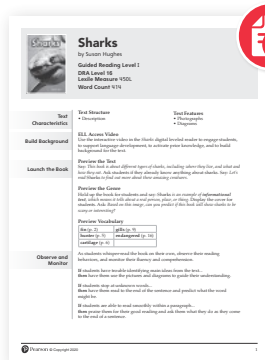 Sharks
Sharks
by Susan Hughes
Guided Reading Level I
DRA Level 16
Lexile Measure 450L
Word Count 414
Text
Characteristics
Text Structure
• Description
Text Features
• Photographs
• Diagrams
Build Background
ELL Access Video
Use the interactive video in the Sharks digital leveled reader to engage students,
to support language development, to activate prior knowledge, and to build
background for the text.
Launch the Book
Preview the Text
Say: This book is about different types of sharks, including where they live, and what and
how they eat. Ask students if they already know anything about sharks. Say: Let's
read Sharks to find out more about these amazing creatures.
Preview the Genre
Hold up the book for students and say: Sharks is an example of informational
text, which means it tells about a real person, place, or thing. Display the cover for
students. Ask: Based on this image, can you predict if this book will show sharks to be
scary or interesting?
Preview Vocabulary
fin (p. 2)
gills (p. 9)
hunter (p. 5)
endangered (p. 16)
cartilage (p. 6)
Observe and
Monitor
As students whisper-read the book on their own, observe their reading
behaviors, and monitor their fluency and comprehension.
If students have trouble identifying main ideas from the text...
then have them use the pictures and diagrams to guide their understanding.
If students stop at unknown words...
then have them read to the end of the sentence and predict what the word
might be.
If students are able to read smoothly within a paragraph...
then praise them for their good reading and ask them what they do as they come
to the end of a sentence.
Pearson © Copyright 2020
1